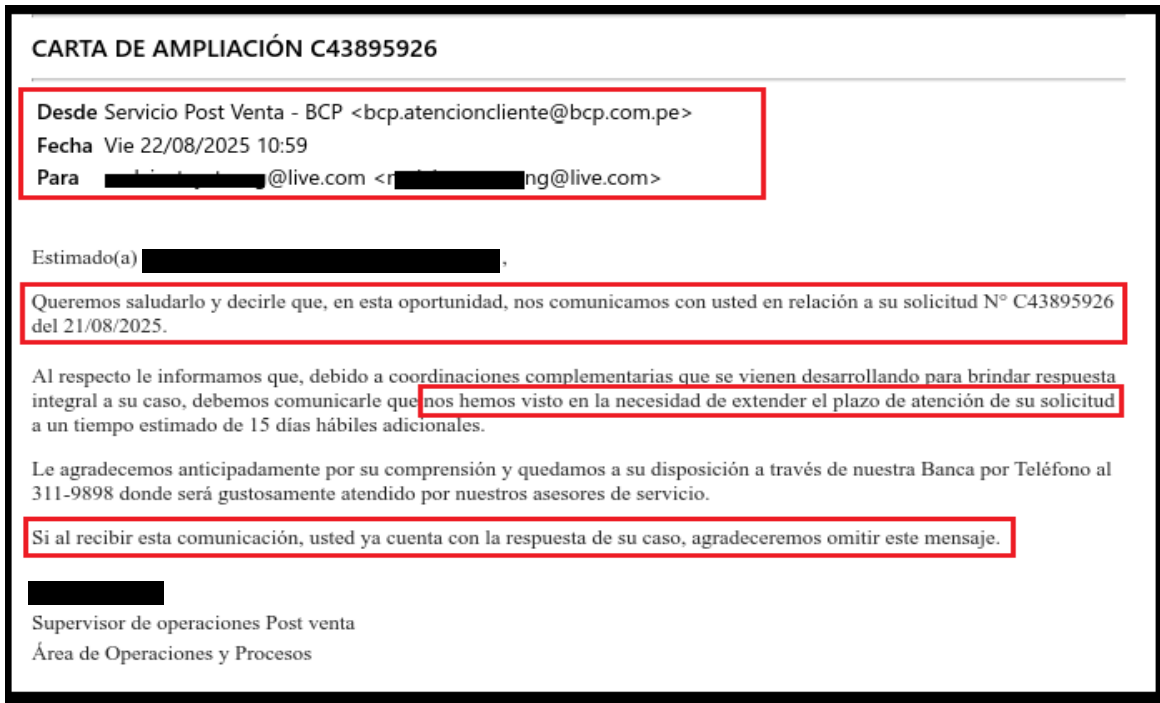 CARTA DE AMPLIACIÓN C43895926
Desde Servicio Post Venta - BCP <bcp.atencioncliente@bcp.com.pe>
Fecha Vie 22/08/2025 10:59
Para @live.com < ng@live.com>
Estimado(a) ,
Queremos saludarlo y decirle que, en esta oportunidad, nos comunicamos con usted en relación a su solicitud N° C43895926
del 21/08/2025.
Al respecto le informamos que, debido a coordinaciones complementarias que se vienen desarrollando para brindar respuesta
integral a su caso, debemos comunicarle que nos hemos visto en la necesidad de extender el plazo de atención de su solicitud
a un tiempo estimado de 15 días hábiles adicionales.
Le agradecemos anticipadamente por su comprensión y quedamos a su disposición a través de nuestra Banca por Teléfono al
311-9898 donde será gustosamente atendido por nuestros asesores de servicio.
Si al recibir esta comunicación, usted ya cuenta con la respuesta de su caso, agradeceremos omitir este mensaje.
Supervisor de operaciones Post venta
Área de Operaciones y Procesos